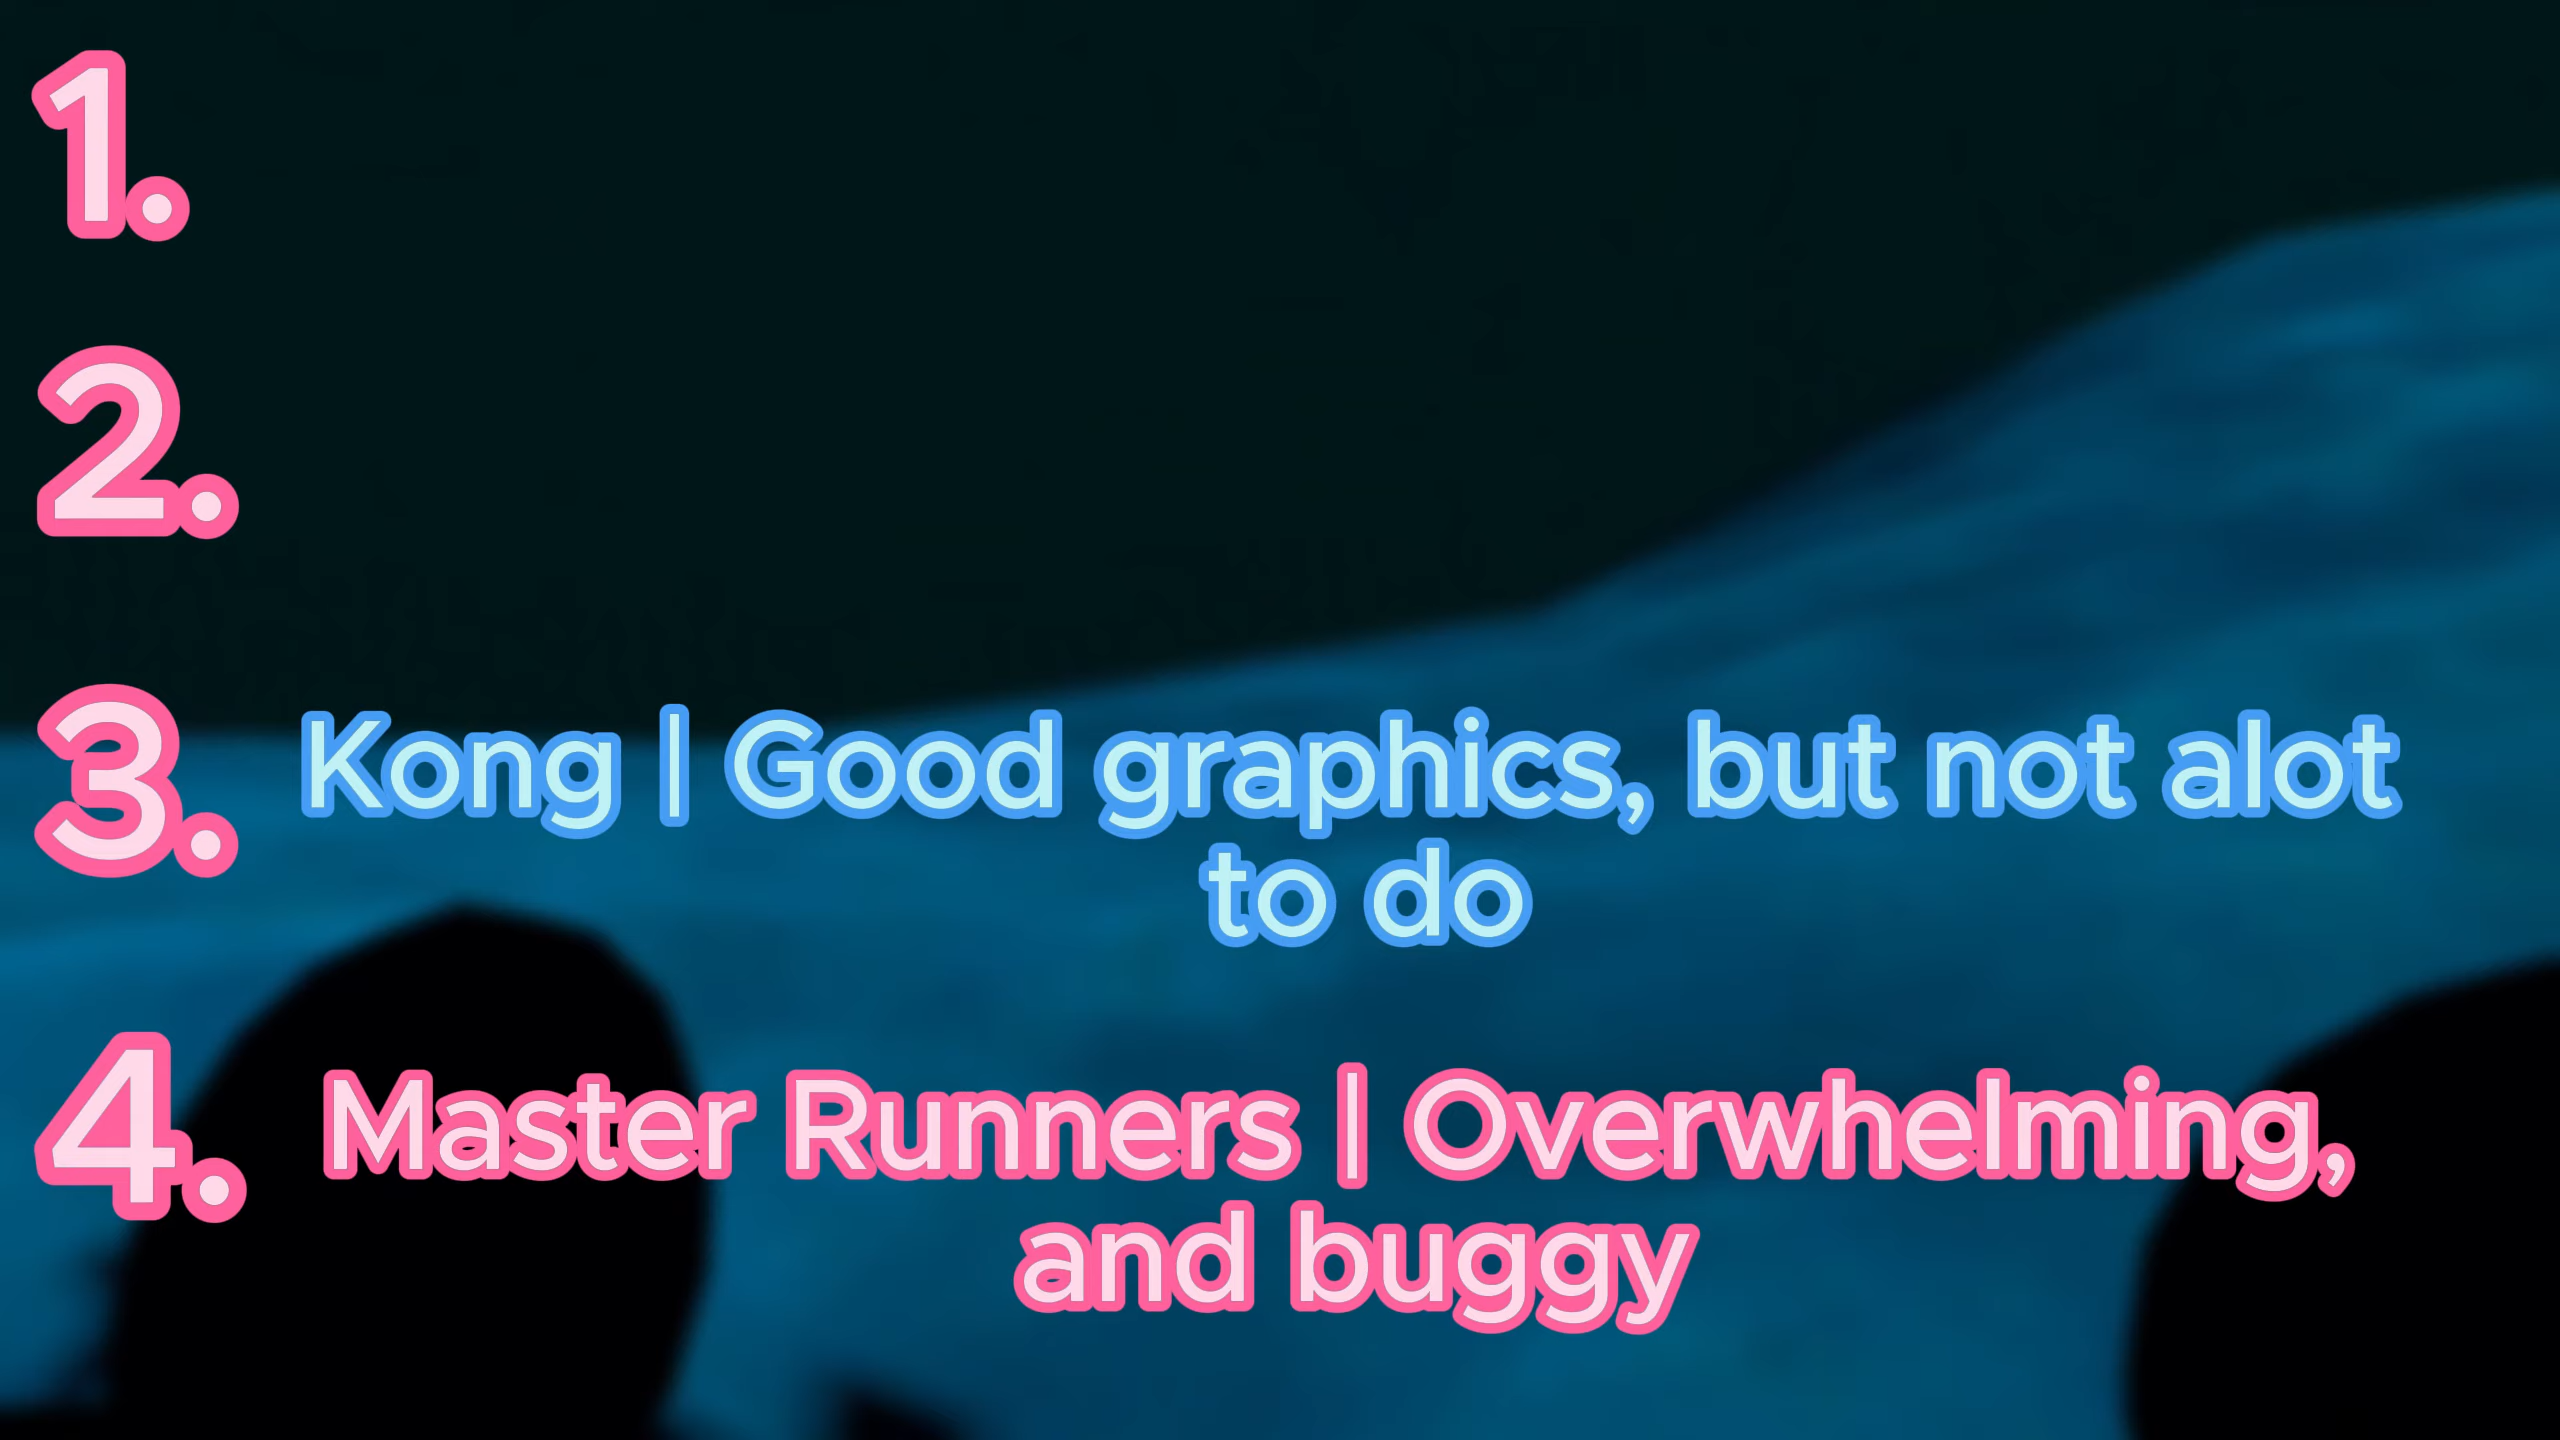 1.
2.
3. Kong | Good graphics, but not alot
to do
4. Master Runners | Overwhelming,
and buggy